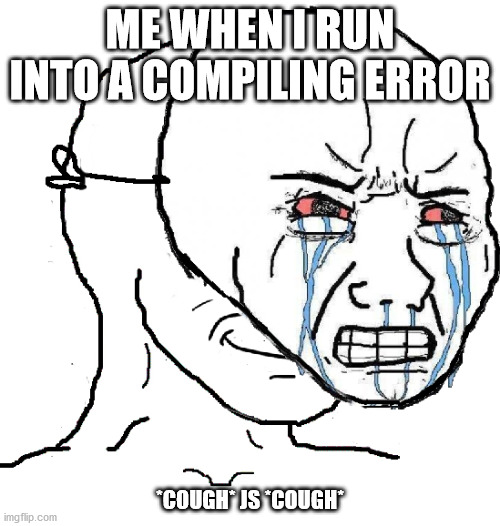 ME WHEN I RUN
INTO A COMPILING ERROR
*COUGH* JS *COUGH*
imgflip.com